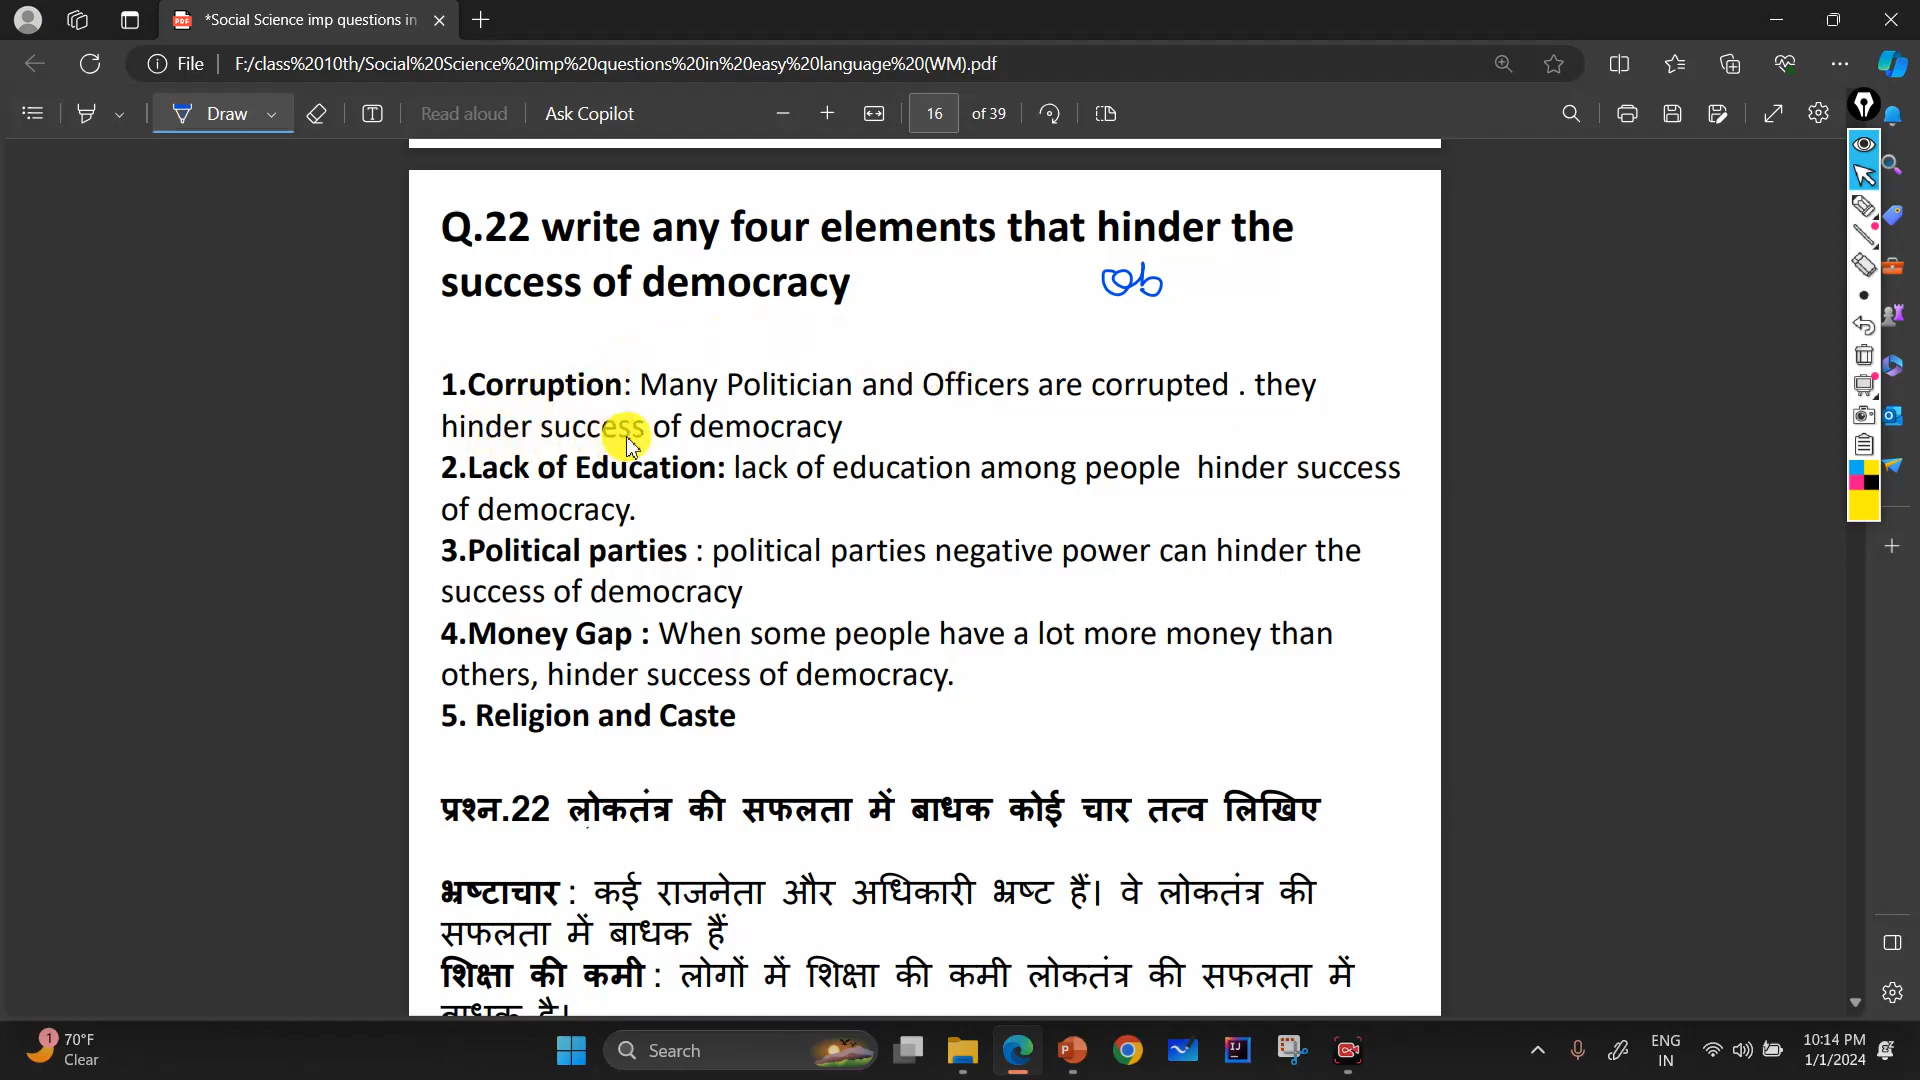 *Social Science imp questions in
File
F:/class%2010th/Social%20Science%20imp%20questions%20in%20easy%20language%20(WM).pdf
Draw
Read aloud
Ask Copilot
16
of 39
Q.22 write any four elements that hinder the
success of democracy
ob
1.Corruption: Many Politician and Officers are corrupted . they
hinder success of democracy
2.Lack of Education: lack of education among people  hinder success
of democracy.
3.Political parties : political parties negative power can hinder the
success of democracy
4.Money Gap : When some people have a lot more money than
others, hinder success of democracy.
5. Religion and Caste
प्रश्न.22 लोकतंत्र की सफलता में बाधक कोई चार तत्व लिखिए
भ्रष्टाचार : कई राजनेता और अधिकारी भ्रष्ट हैं। वे लोकतंत्र की
सफलता में बाधक हैं
शिक्षा की कमी : लोगों में शिक्षा की कमी लोकतंत्र की सफलता में
बाधक है।
1
70°F
Clear
Search
ENG
IN
10:14 PM
1/1/2024